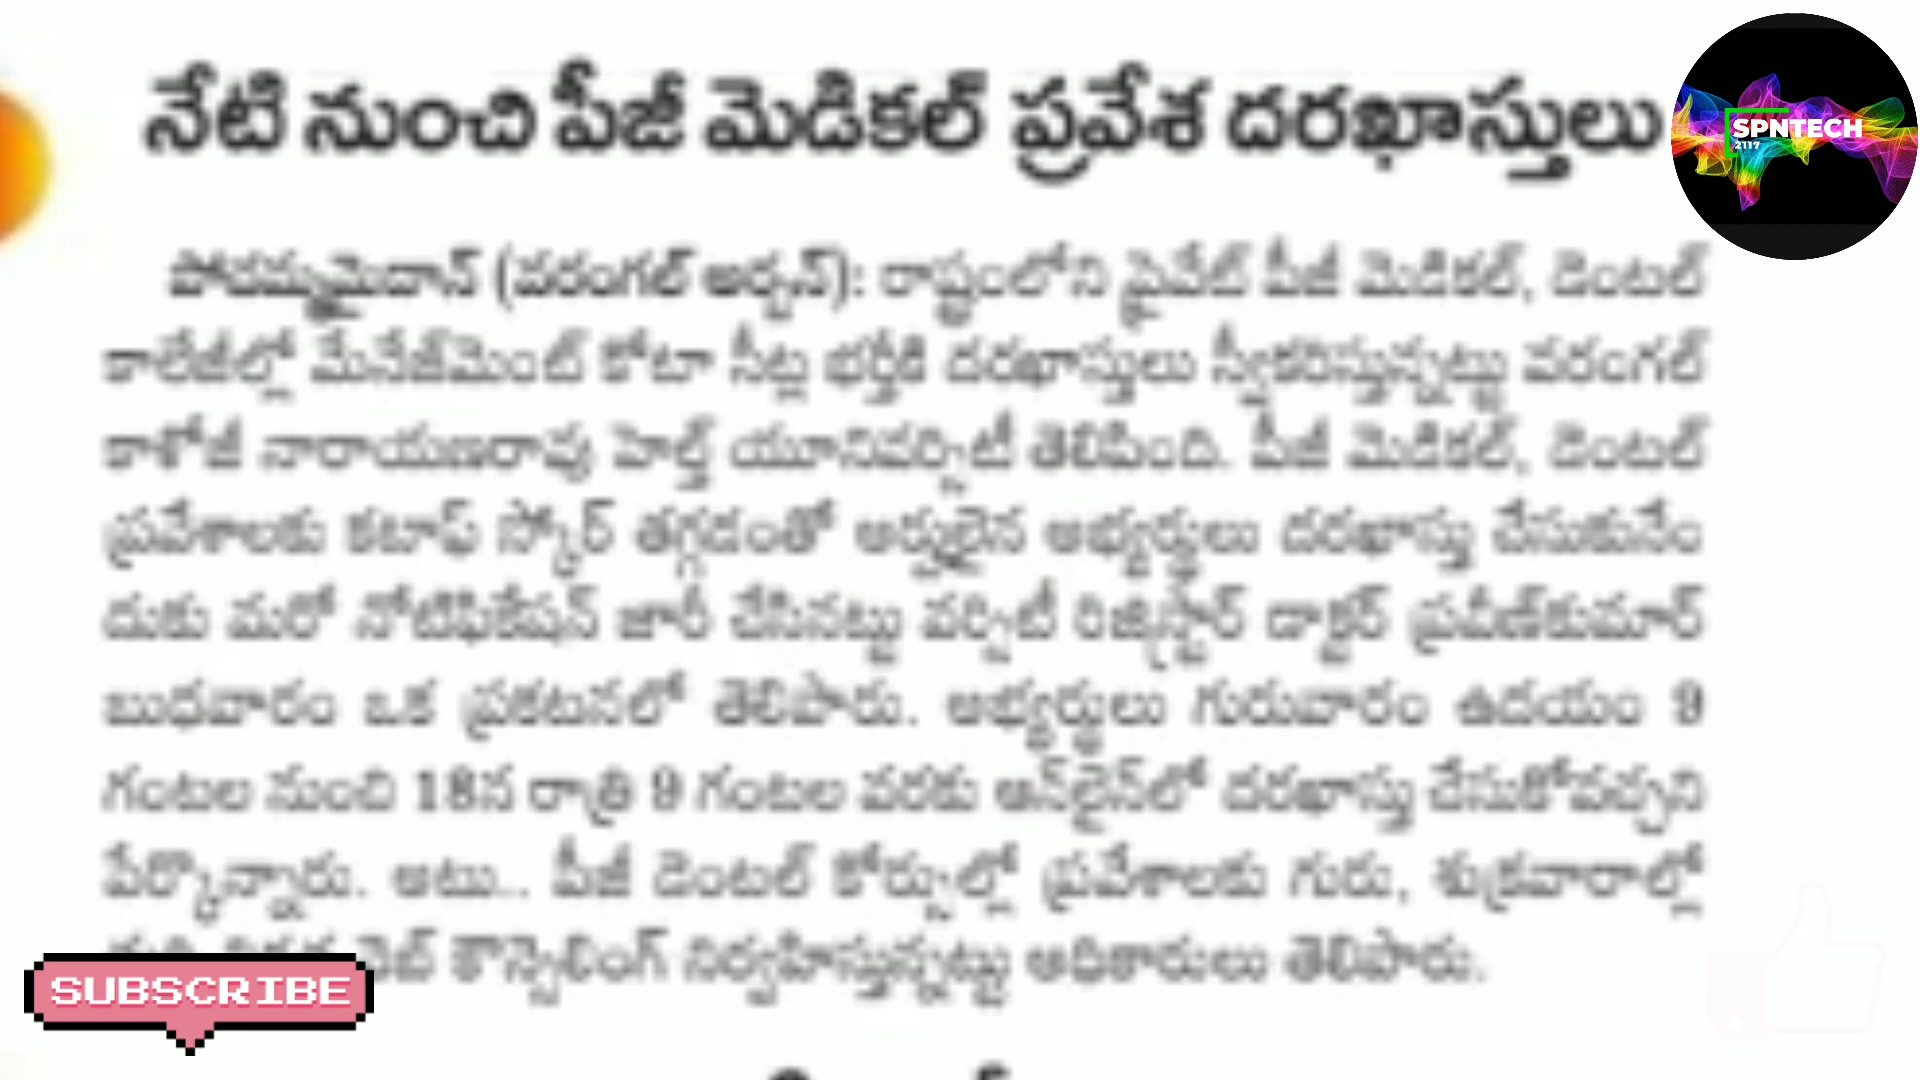 నేటి నుంచి పీజీ మెడికల్ ప్రవేశ దరఖాస్తులు
SPNTECH
2117
పోచమ్మమైదాన్ (వరంగల్ అర్బన్): రాష్ట్రంలోని ప్రైవేట్ పీజీ మెడికల్, డెంటల్
కాలేజీల్లో మేనేజ్‌మెంట్ కోటా సీట్ల భర్తీకి దరఖాస్తులు స్వీకరిస్తున్నట్టు వరంగల్
కాళోజీ నారాయణరావు హెల్త్ యూనివర్సిటీ తెలిపింది. పీజీ మెడికల్, డెంటల్
ప్రవేశాలకు కటాఫ్ స్కోర్ తగ్గడంతో అర్హులైన అభ్యర్థులు దరఖాస్తు చేసుకునేం
దుకు మరో నోటిఫికేషన్ జారీ చేసినట్టు వర్సిటీ రిజిస్ట్రార్ డాక్టర్ ప్రవీణ్‌కుమార్
బుధవారం ఒక ప్రకటనలో తెలిపారు. అభ్యర్థులు గురువారం ఉదయం 9
గంటల నుంచి 18న రాత్రి 9 గంటల వరకు ఆన్‌లైన్‌లో దరఖాస్తు చేసుకోవచ్చని
పేర్కొన్నారు. అటు.. పీజీ డెంటల్ కోర్సుల్లో ప్రవేశాలకు గురు, శుక్రవారాల్లో
వెబ్ కౌన్సెలింగ్ నిర్వహిస్తున్నట్టు అధికారులు తెలిపారు.
SUBSCRIBE